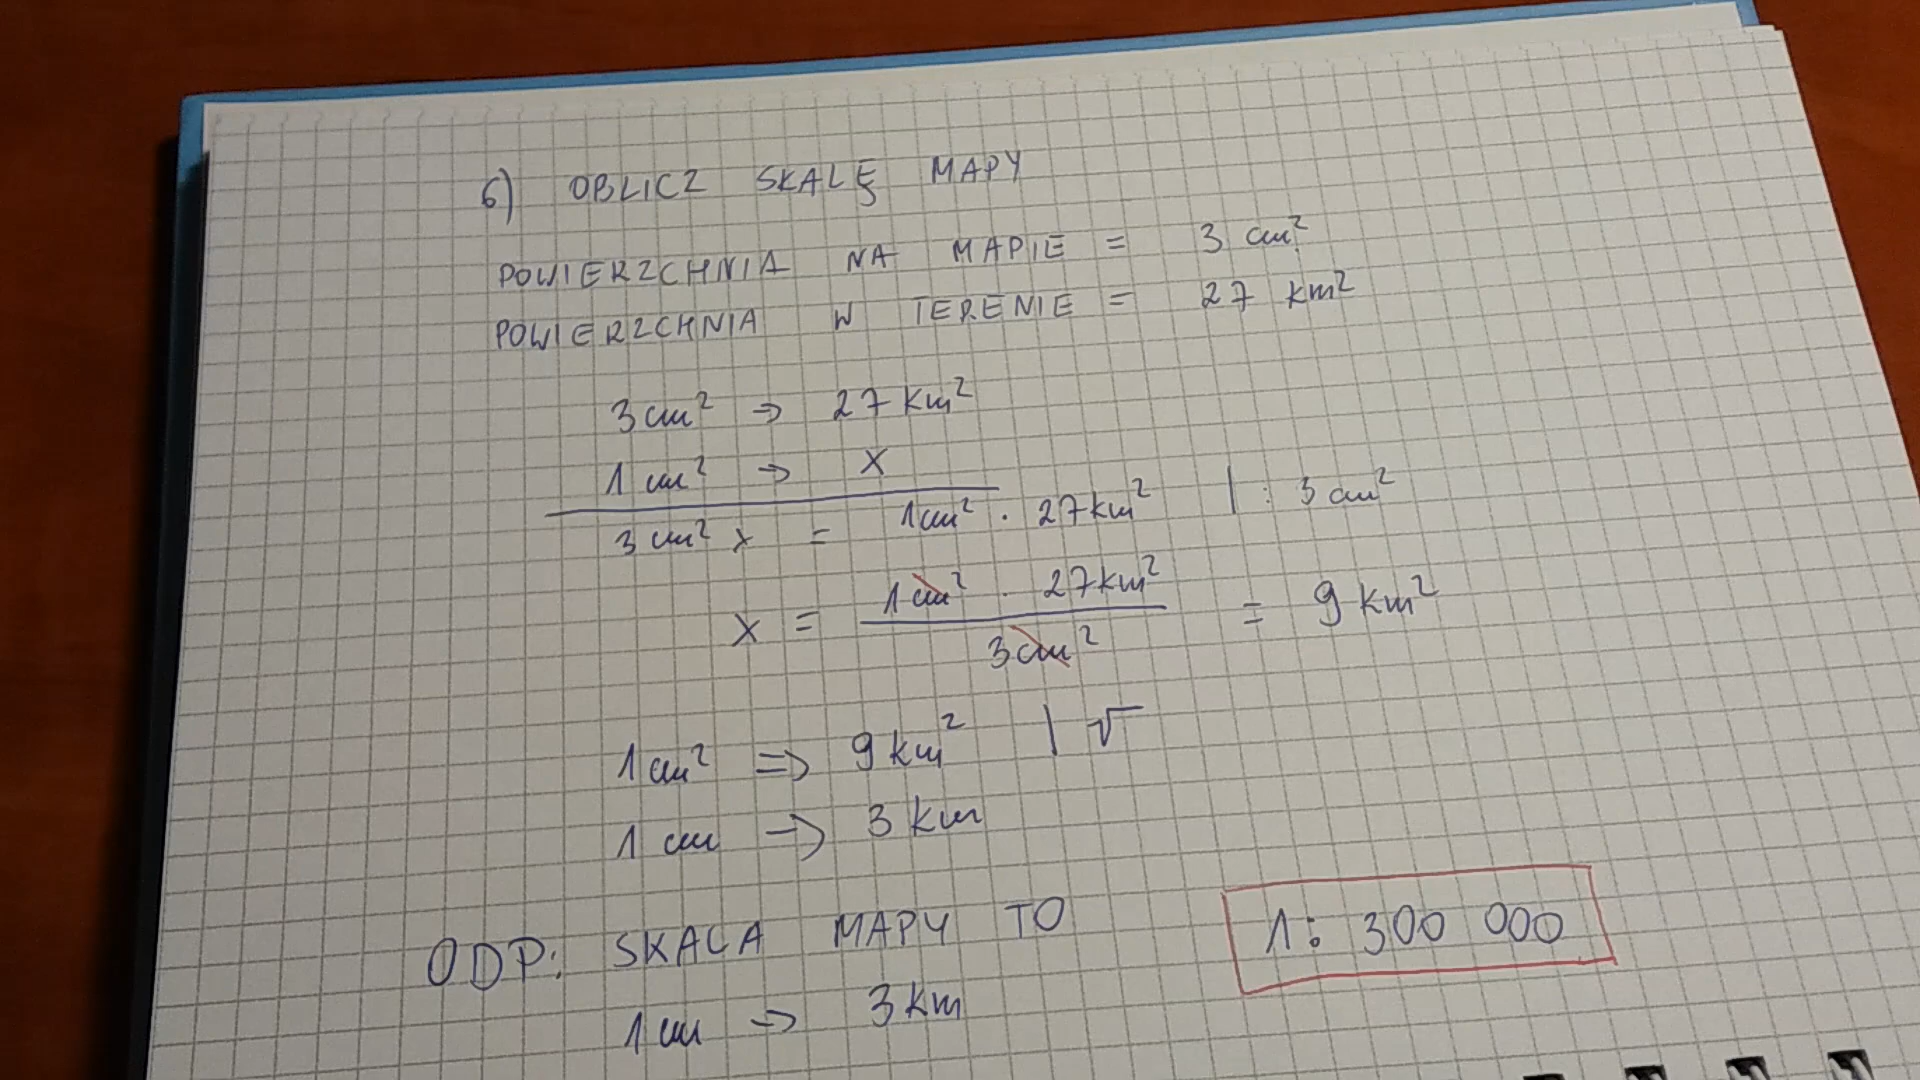 6) OBLICZ SKALĘ MAPY
POWIERZCHNIA NA MAPIE = 3 cm²
POWIERZCHNIA W TERENIE = 27 km²
3 cm² → 27 km²
1 cm² → X
3 cm² x = 1 cm² · 27 km² | : 3 cm²
x = 1 cm² · 27 km² / 3 cm² = 9 km²
1 cm² ⇒ 9 km² | √
1 cm → 3 km
ODP: SKALA MAPY TO 1: 300 000
1 cm → 3 km